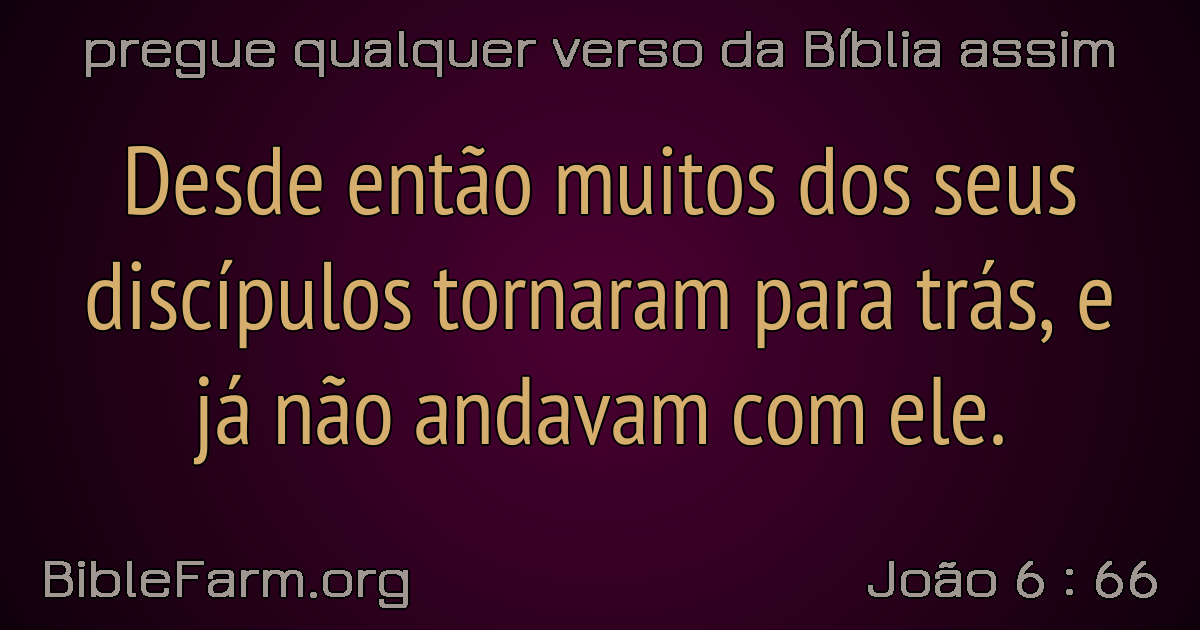 pregue qualquer verso da Bíblia assim
Desde então muitos dos seus
discípulos tornaram para trás, e
já não andavam com ele.
BibleFarm.org
João 6 : 66